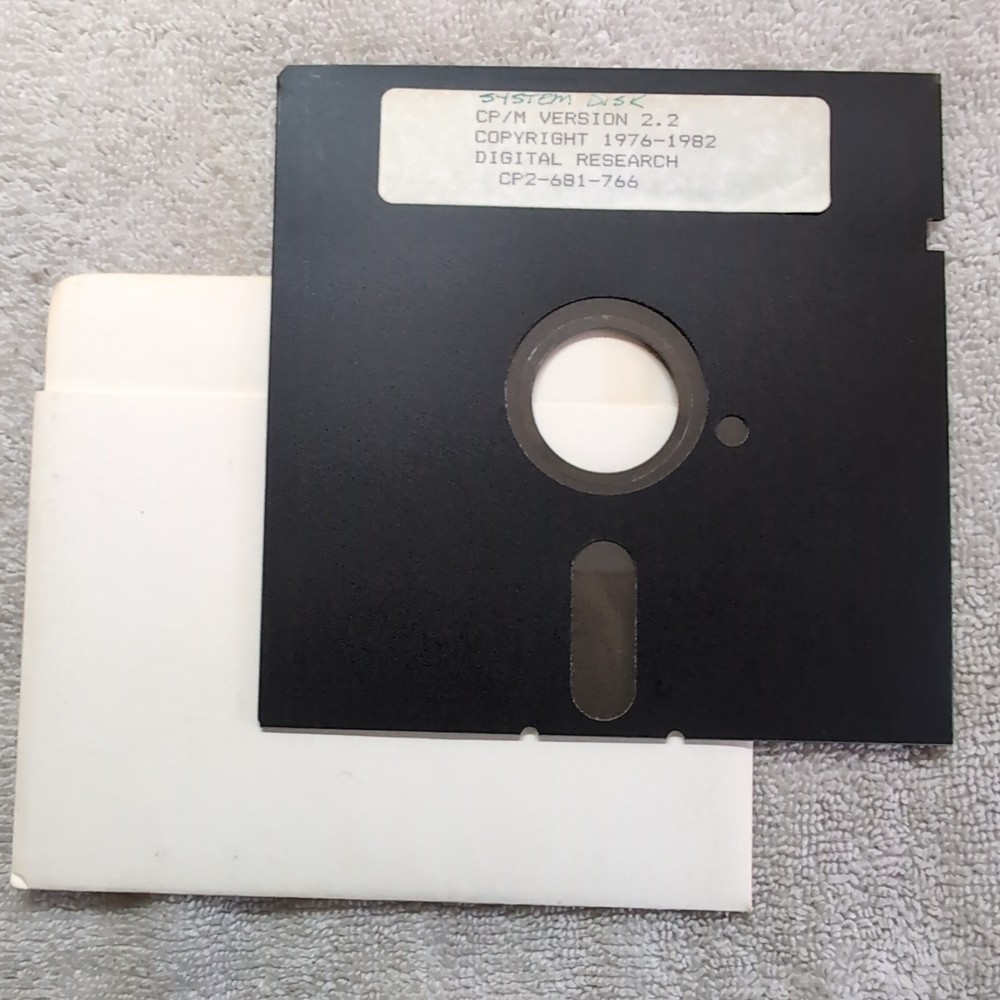 SYSTEM DISK
CP/M VERSION 2.2
COPYRIGHT 1976-1982
DIGITAL RESEARCH
CP2-681-766